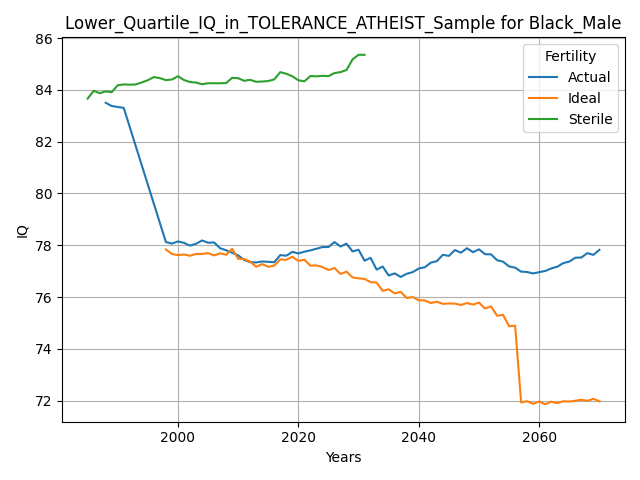 Lower_Quartile_IQ_in_TOLERANCE_ATHEIST_Sample for Black_Male
Fertility
Actual
Ideal
Sterile
86
84
82
80
78
76
74
72
IQ
2000 2020 2040 2060
Years